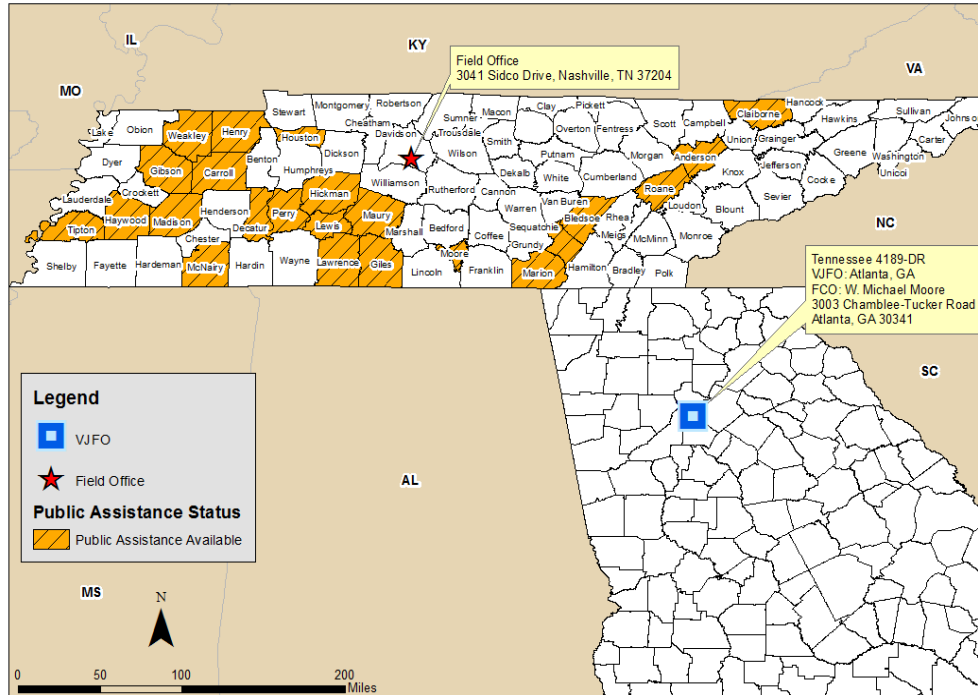 IL
KY
VA
MO
Field Office
3041 Sidco Drive, Nashville, TN 37204
Lake
Obion
Weakley
Henry
Stewart
Montgomery
Robertson
Sumner
Macon
Clay
Pickett
Scott
Campbell
Claiborne
Hancock
Hawkins
Sullivan
Johnson
Houston
Cheatham
Davidson
Trousdale
Smith
Overton
Fentress
Union
Grainger
Greene
Washington
Carter
Unicoi
Dyer
Gibson
Carroll
Benton
Humphreys
Dickson
Wilson
Putnam
Morgan
Anderson
Knox
Jefferson
Cocke
Lauderdale
Crockett
Hickman
Williamson
Rutherford
Cannon
Dekalb
White
Cumberland
Roane
Loudon
Blount
Sevier
Tipton
Haywood
Madison
Henderson
Decatur
Perry
Lewis
Maury
Marshall
Bedford
Coffee
Warren
Van Buren
Bledsoe
Rhea
Meigs
McMinn
Monroe
Sequatchie
Grundy
Shelby
Fayette
Hardeman
Chester
McNairy
Hardin
Wayne
Lawrence
Giles
Lincoln
Moore
Franklin
Marion
Hamilton
Bradley
Polk
NC
Tennessee 4189-DR
VJFO: Atlanta, GA
FCO: W. Michael Moore
3003 Chamblee-Tucker Road
Atlanta, GA 30341
SC
AL
MS
Legend
VJFO
Field Office
Public Assistance Status
Public Assistance Available
N
0 50 100 200
Miles